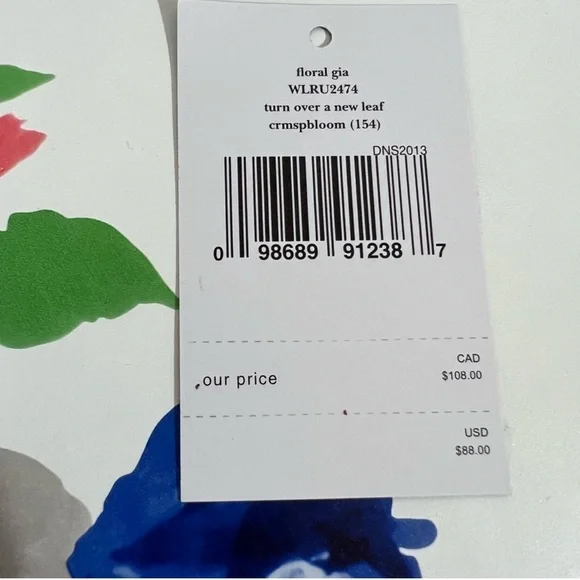 floral gia
WLRU2474
turn over a new leaf
crmspbloom (154)
DNS2013
0 98689 91238 7
CAD
our price $108.00
USD
$88.00